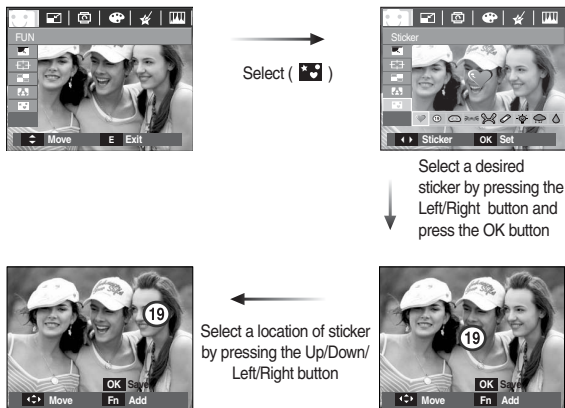 FUN
Move E Exit
Select ( )
Sticker
19
Sticker OK Set
Select a desired
sticker by pressing the
Left/Right button and
press the OK button
19
OK Save
Move Fn Add
Select a location of sticker
by pressing the Up/Down/
Left/Right button
19
OK Save
Move Fn Add